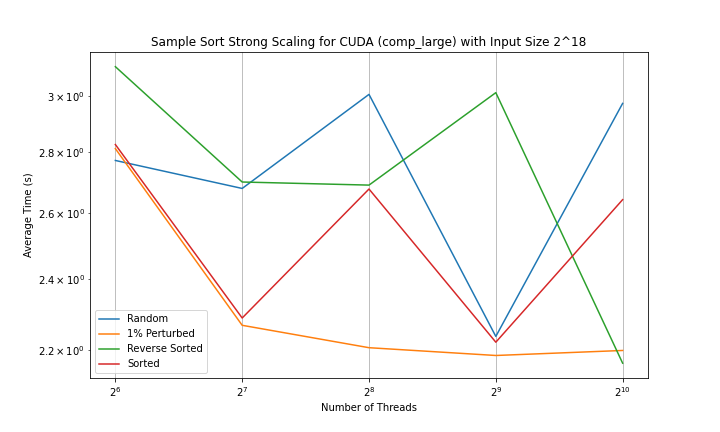 Sample Sort Strong Scaling for CUDA (comp_large) with Input Size 2^18
Average Time (s)
3 × 10⁰
2.8 × 10⁰
2.6 × 10⁰
2.4 × 10⁰
2.2 × 10⁰
Random
1% Perturbed
Reverse Sorted
Sorted
2⁶ 2⁷ 2⁸ 2⁹ 2¹⁰
Number of Threads